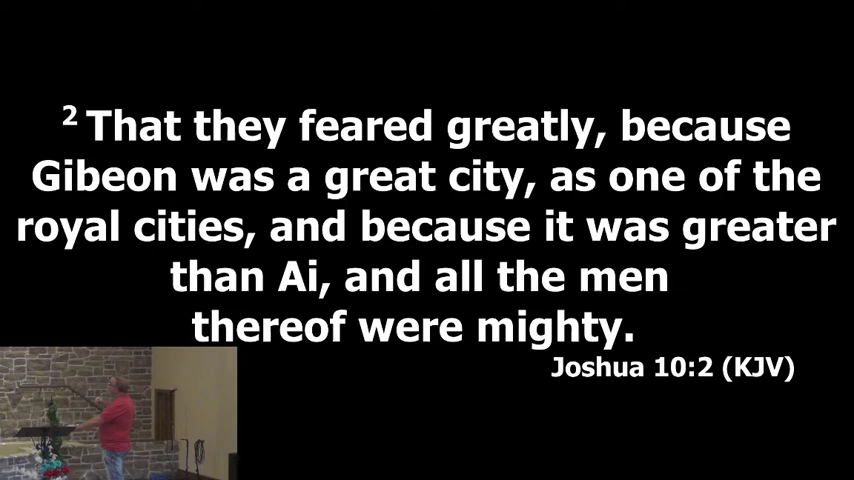 2 That they feared greatly, because
Gibeon was a great city, as one of the
royal cities, and because it was greater
than Ai, and all the men
thereof were mighty.
Joshua 10:2 (KJV)